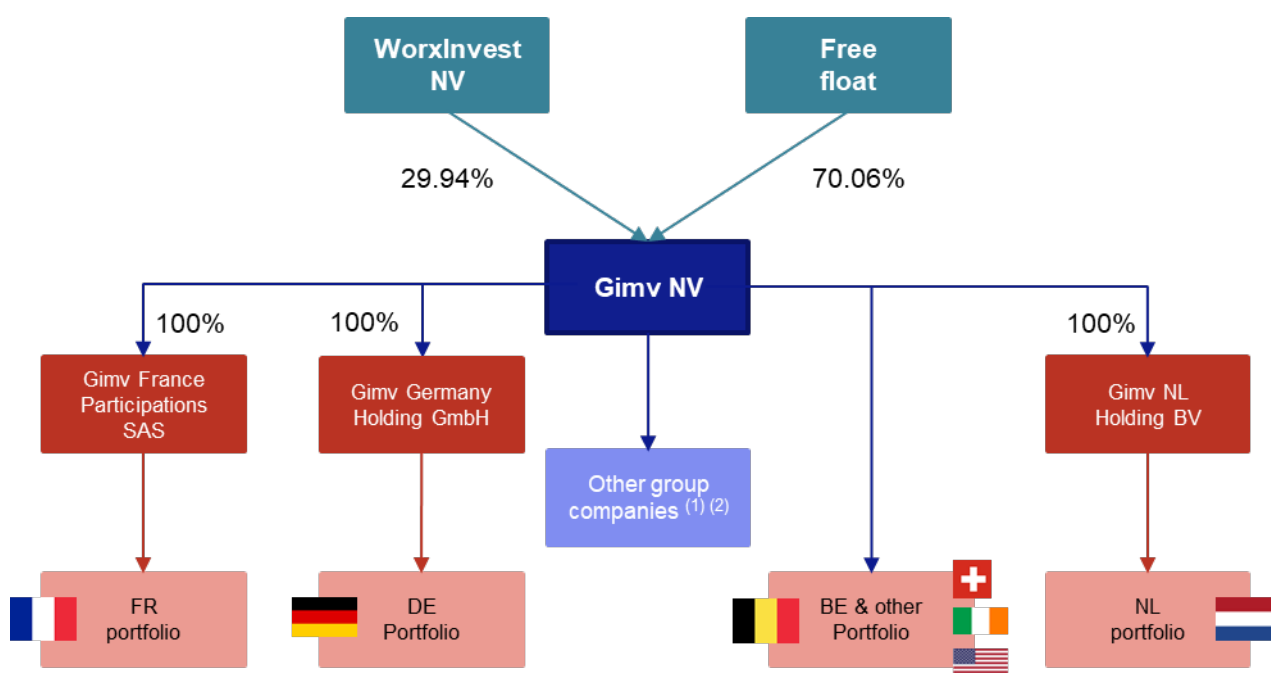 WorxInvest
NV
Free
float
29.94%
70.06%
Gimv NV
100%
100%
100%
Gimv France
Participations
SAS
Gimv Germany
Holding GmbH
Gimv NL
Holding BV
Other group
companies (1) (2)
FR
portfolio
DE
Portfolio
BE & other
Portfolio
NL
portfolio